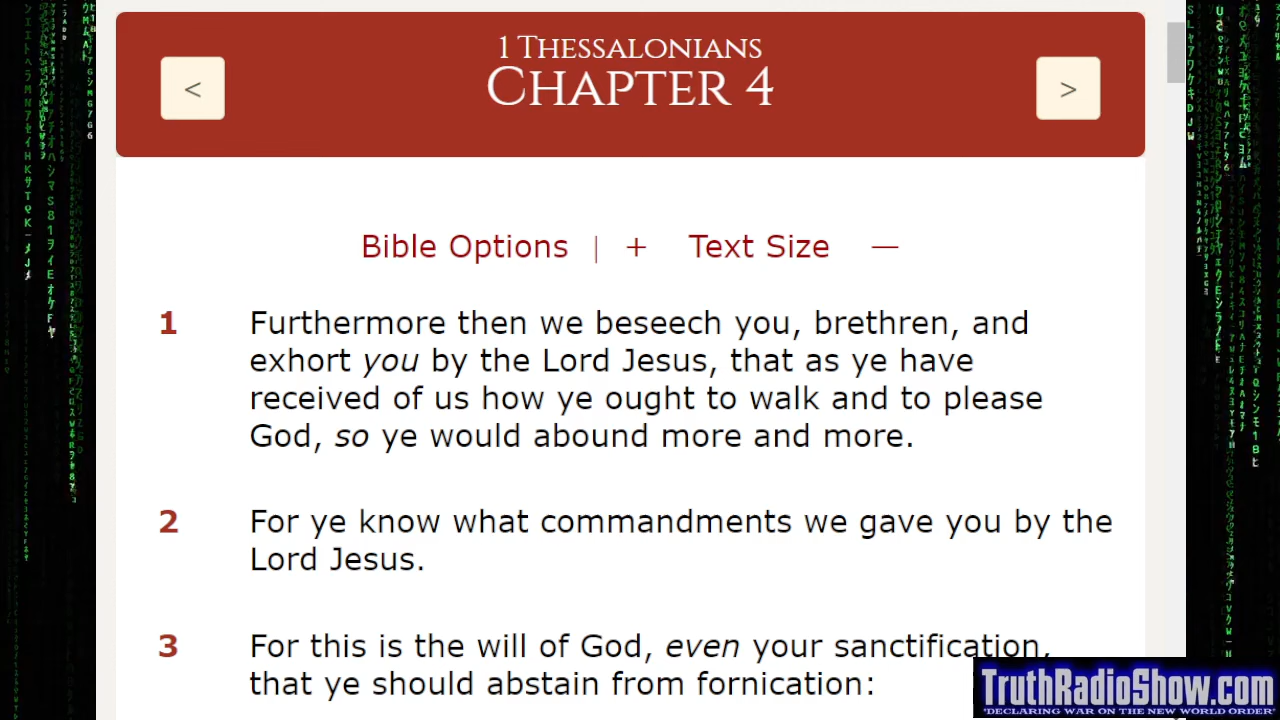 1 Thessalonians
Chapter 4
<
>
Bible Options | + Text Size —
1 Furthermore then we beseech you, brethren, and
exhort you by the Lord Jesus, that as ye have
received of us how ye ought to walk and to please
God, so ye would abound more and more.
2 For ye know what commandments we gave you by the
Lord Jesus.
3 For this is the will of God, even your sanctification,
that ye should abstain from fornication:
TruthRadioShow.com
"DECLARING WAR ON THE NEW WORLD ORDER"